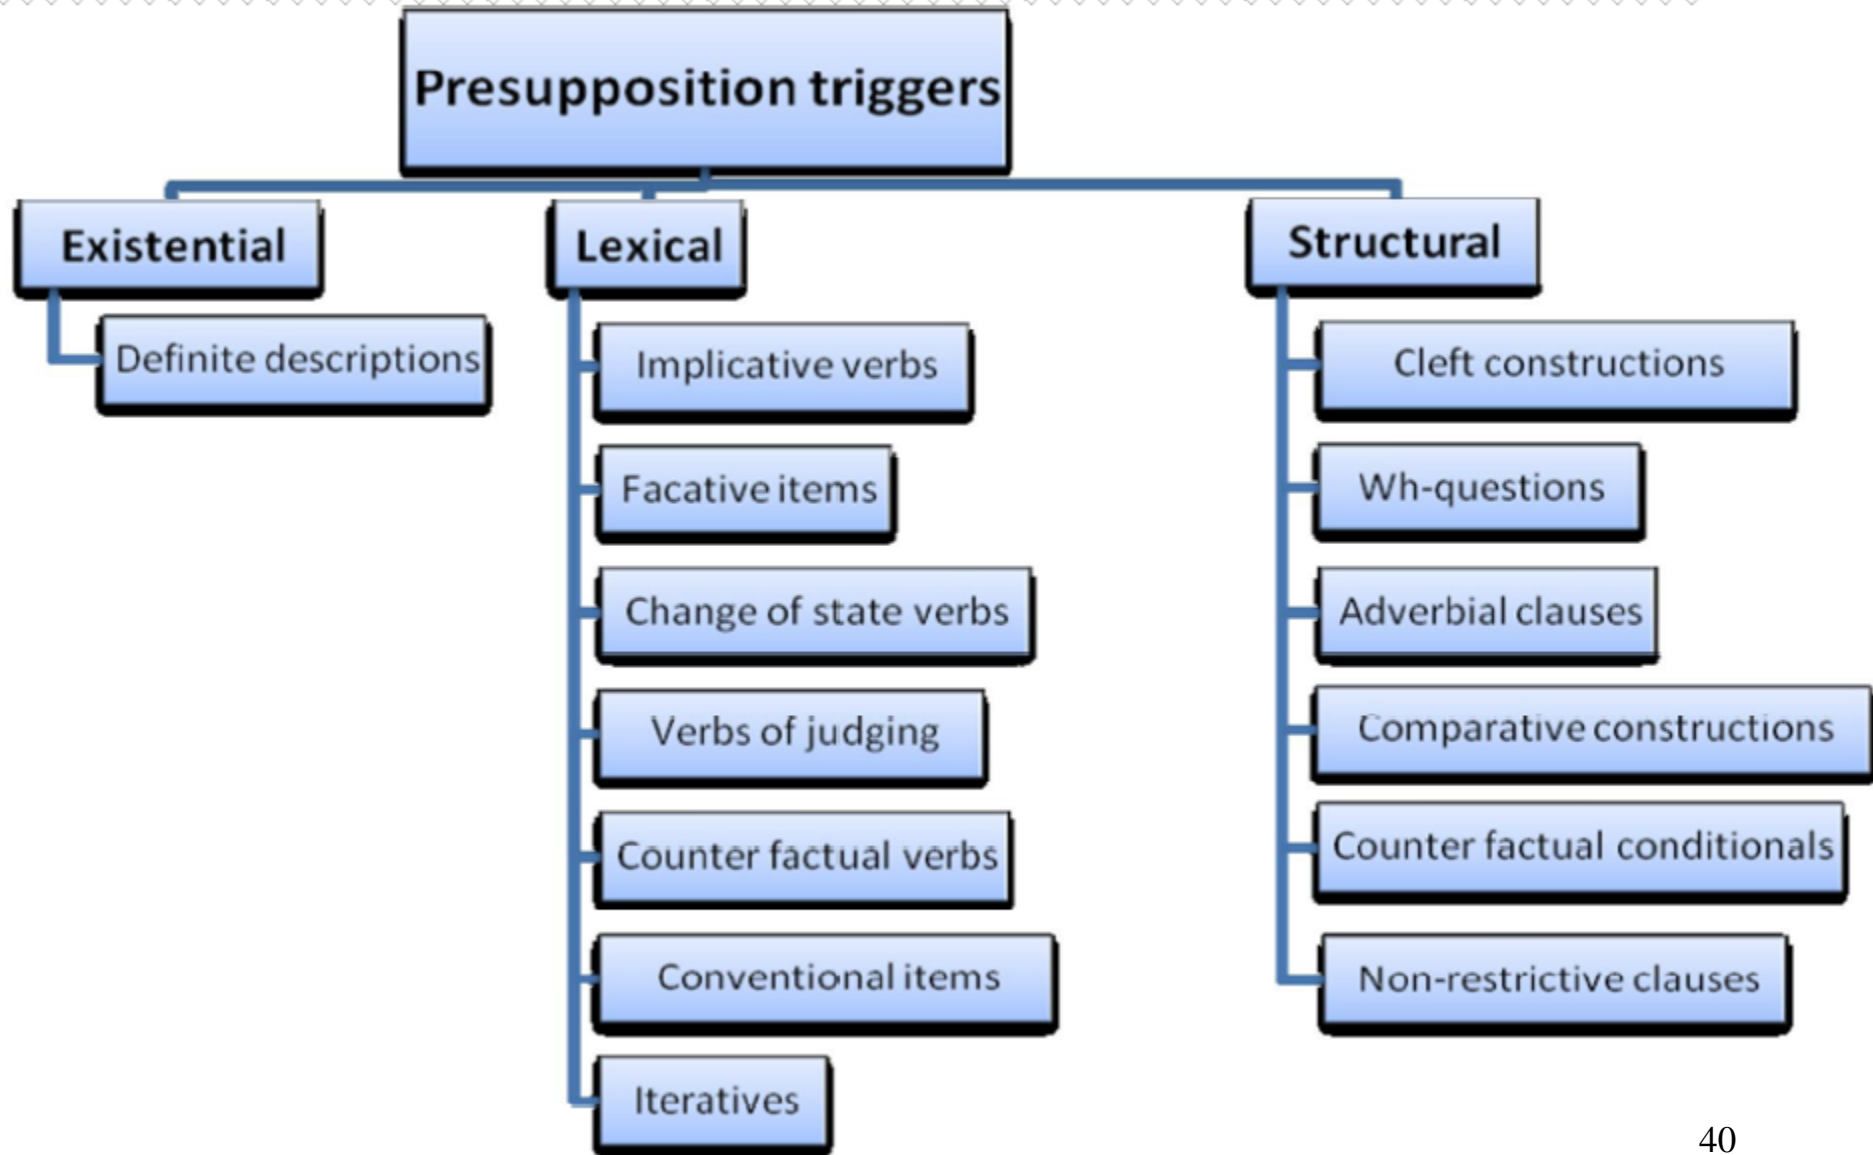 Presupposition triggers
Existential
Definite descriptions
Lexical
Implicative verbs
Facative items
Change of state verbs
Verbs of judging
Counter factual verbs
Conventional items
Iteratives
Structural
Cleft constructions
Wh-questions
Adverbial clauses
Comparative constructions
Counter factual conditionals
Non-restrictive clauses
40